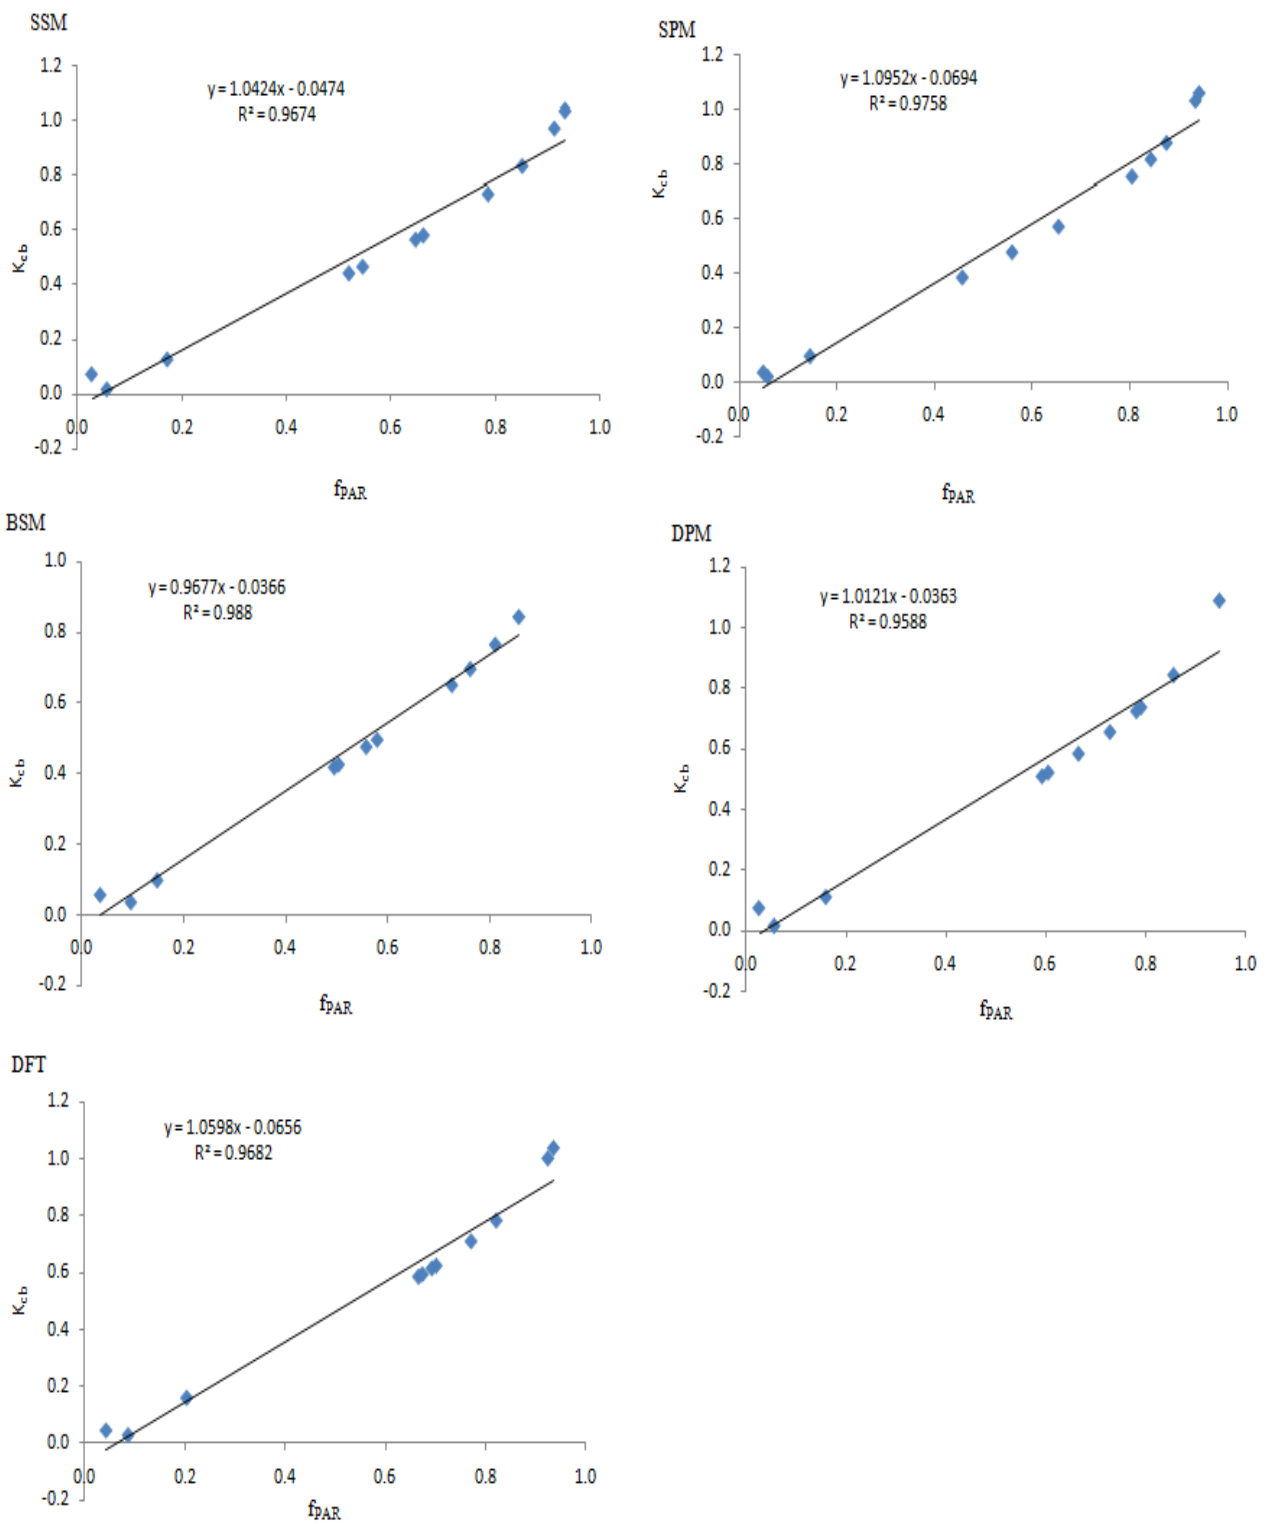 SSM
y = 1.0424x - 0.0474
R² = 0.9674
1.2
1.0
0.8
0.6
0.4
0.2
0.0
-0.2
Kcb
0.0 0.2 0.4 0.6 0.8 1.0
fPAR
SPM
y = 1.0952x - 0.0694
R² = 0.9758
1.2
1.0
0.8
0.6
0.4
0.2
0.0
-0.2
Kcb
0.0 0.2 0.4 0.6 0.8 1.0
fPAR
BSM
y = 0.9677x - 0.0366
R² = 0.988
1.0
0.8
0.6
0.4
0.2
0.0
-0.2
Kcb
0.0 0.2 0.4 0.6 0.8 1.0
fPAR
DPM
y = 1.0121x - 0.0363
R² = 0.9588
1.2
1.0
0.8
0.6
0.4
0.2
0.0
-0.2
Kcb
0.0 0.2 0.4 0.6 0.8 1.0
fPAR
DFT
y = 1.0598x - 0.0656
R² = 0.9682
1.2
1.0
0.8
0.6
0.4
0.2
0.0
-0.2
Kcb
0.0 0.2 0.4 0.6 0.8 1.0
fPAR